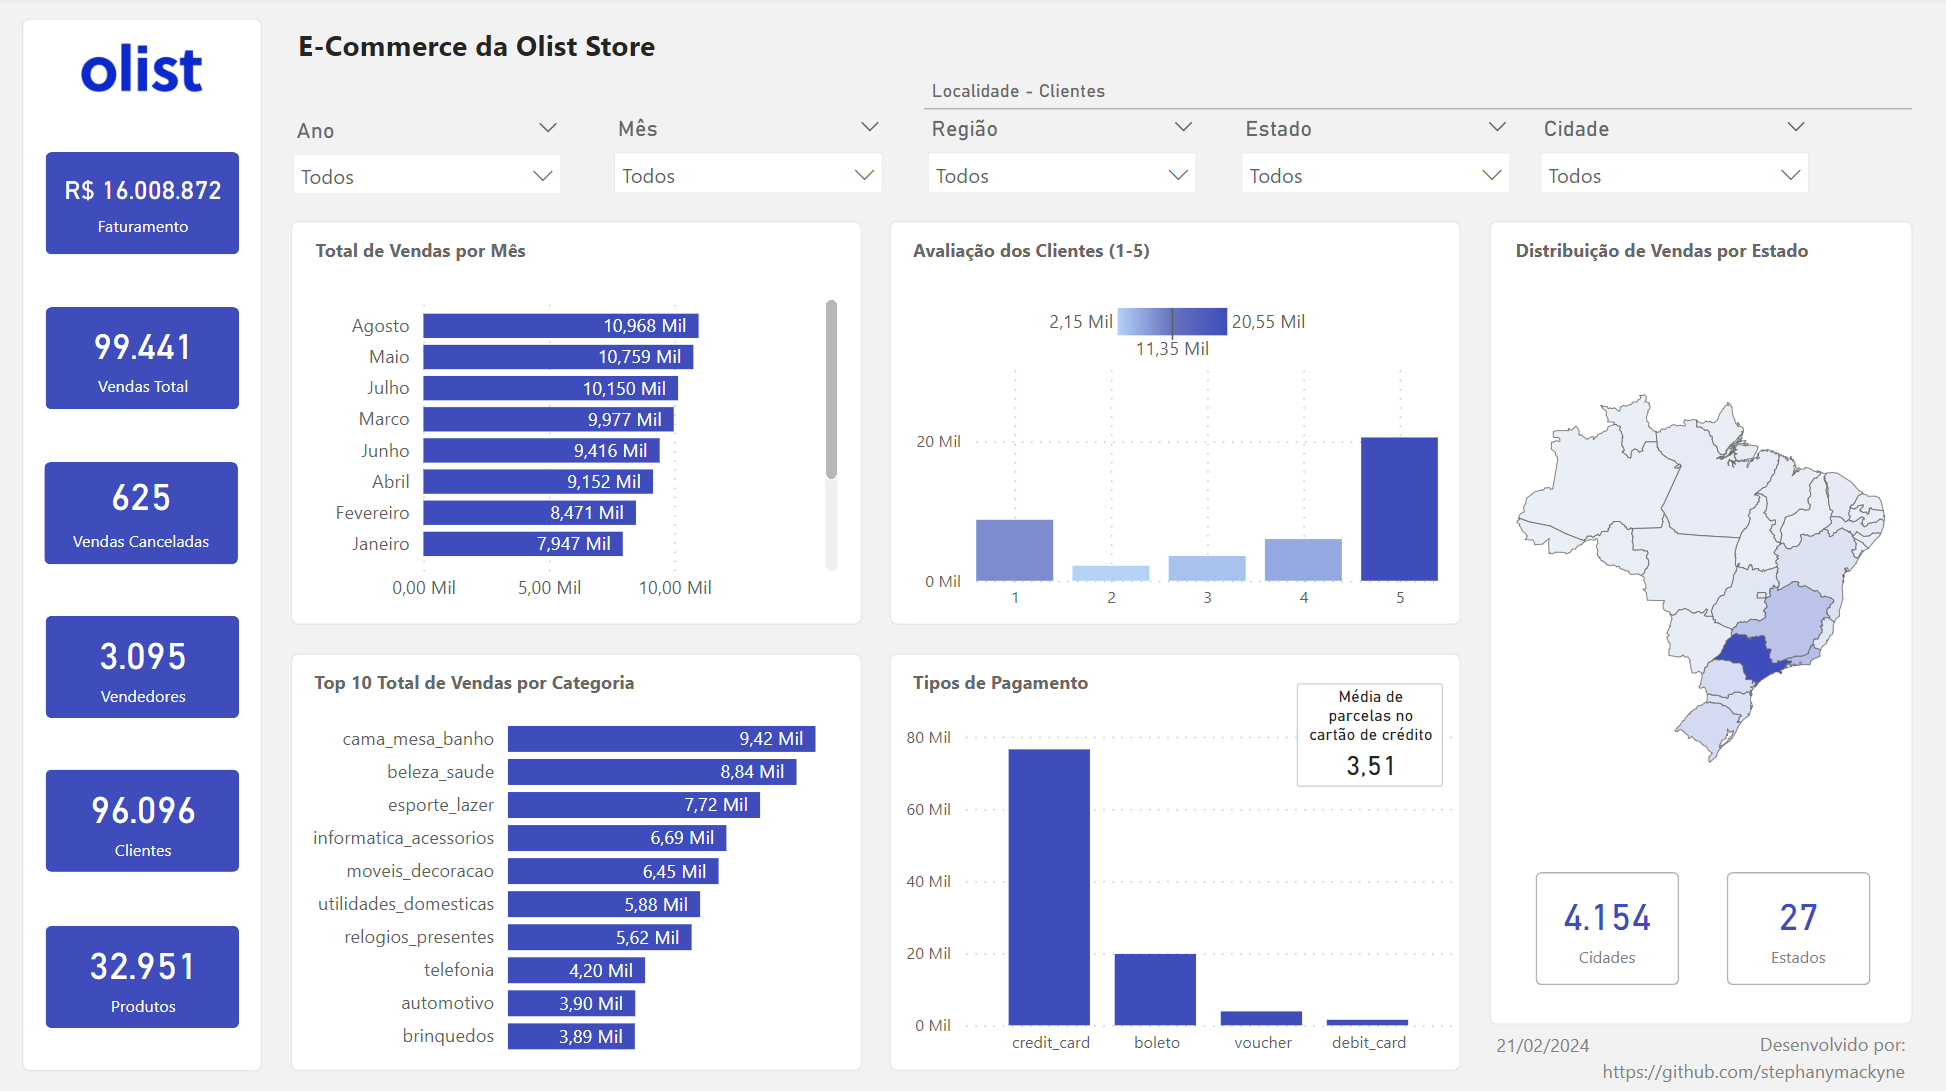 olist
E-Commerce da Olist Store
Localidade - Clientes
Ano
Mês
Região
Estado
Cidade
Todos
Todos
Todos
Todos
Todos
R$ 16.008.872
Faturamento
99.441
Vendas Total
625
Vendas Canceladas
3.095
Vendedores
96.096
Clientes
32.951
Produtos
Total de Vendas por Mês
Agosto 10,968 Mil
Maio 10,759 Mil
Julho 10,150 Mil
Marco 9,977 Mil
Junho 9,416 Mil
Abril 9,152 Mil
Fevereiro 8,471 Mil
Janeiro 7,947 Mil
0,00 Mil 5,00 Mil 10,00 Mil
Avaliação dos Clientes (1-5)
2,15 Mil 20,55 Mil
11,35 Mil
20 Mil
0 Mil
1 2 3 4 5
Distribuição de Vendas por Estado
4.154
Cidades
27
Estados
Top 10 Total de Vendas por Categoria
cama_mesa_banho 9,42 Mil
beleza_saude 8,84 Mil
esporte_lazer 7,72 Mil
informatica_acessorios 6,69 Mil
moveis_decoracao 6,45 Mil
utilidades_domesticas 5,88 Mil
relogios_presentes 5,62 Mil
telefonia 4,20 Mil
automotivo 3,90 Mil
brinquedos 3,89 Mil
Tipos de Pagamento
Média de
parcelas no
cartão de crédito
3,51
80 Mil
60 Mil
40 Mil
20 Mil
0 Mil
credit_card boleto voucher debit_card
21/02/2024
Desenvolvido por:
https://github.com/stephanymackyne